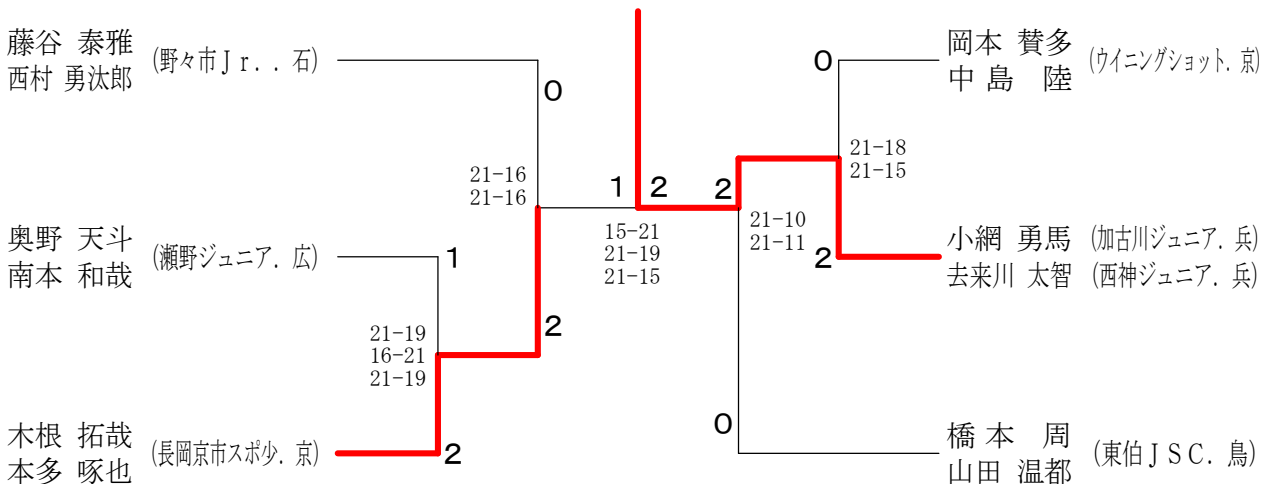 藤谷 泰雅
西村 勇汰郎
(野々市Ｊｒ．．石)
0
21-16
21-16
奥野 天斗
南本 和哉
(瀬野ジュニア．広)
1
21-19
16-21
21-19
2
木根 拓哉
本多 啄也
(長岡京市スポ少．京)
2
1
2
15-21
21-19
21-15
2
岡本 賛多
中島 陸
(ウイニングショット．京)
0
21-18
21-15
21-10
21-11
小網 勇馬 (加古川ジュニア．兵)
去来川 太智 (西神ジュニア．兵)
2
0
橋本 周
山田 温都
(東伯ＪＳＣ．鳥)